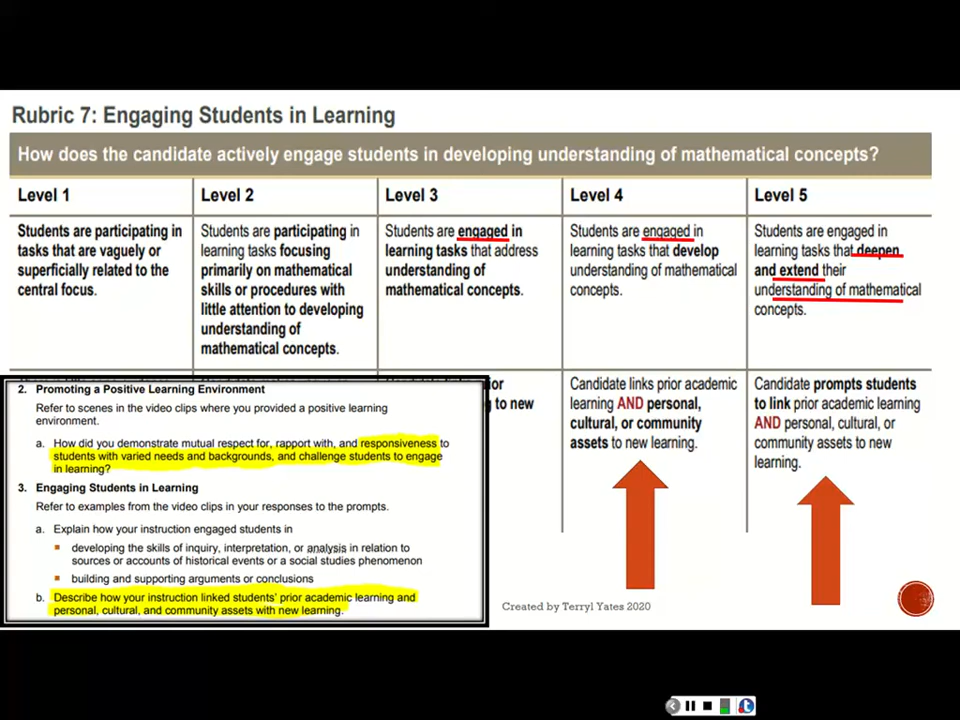 Rubric 7: Engaging Students in Learning
How does the candidate actively engage students in developing understanding of mathematical concepts?
Level 1
Level 2
Level 3
Level 4
Level 5
Students are participating in
tasks that are vaguely or
superficially related to the
central focus.
Students are participating in
learning tasks focusing
primarily on mathematical
skills or procedures with
little attention to developing
understanding of
mathematical concepts.
Students are engaged in
learning tasks that address
understanding of
mathematical concepts.
Students are engaged in
learning tasks that develop
understanding of mathematical
concepts.
Students are engaged in
learning tasks that deepen
and extend their
understanding of mathematical
concepts.
to new
Candidate links prior academic
learning AND personal,
cultural, or community
assets to new learning.
Candidate prompts students
to link prior academic learning
AND personal, cultural, or
community assets to new
learning.
2. Promoting a Positive Learning Environment
Refer to scenes in the video clips where you provided a positive learning
environment.
a. How did you demonstrate mutual respect for, rapport with, and responsiveness to
students with varied needs and backgrounds, and challenge students to engage
in learning?
3. Engaging Students in Learning
Refer to examples from the video clips in your responses to the prompts.
a. Explain how your instruction engaged students in
developing the skills of inquiry, interpretation, or analysis in relation to
sources or accounts of historical events or a social studies phenomenon
building and supporting arguments or conclusions
b. Describe how your instruction linked students' prior academic learning and
personal, cultural, and community assets with new learning.
Created by Terryl Yates 2020